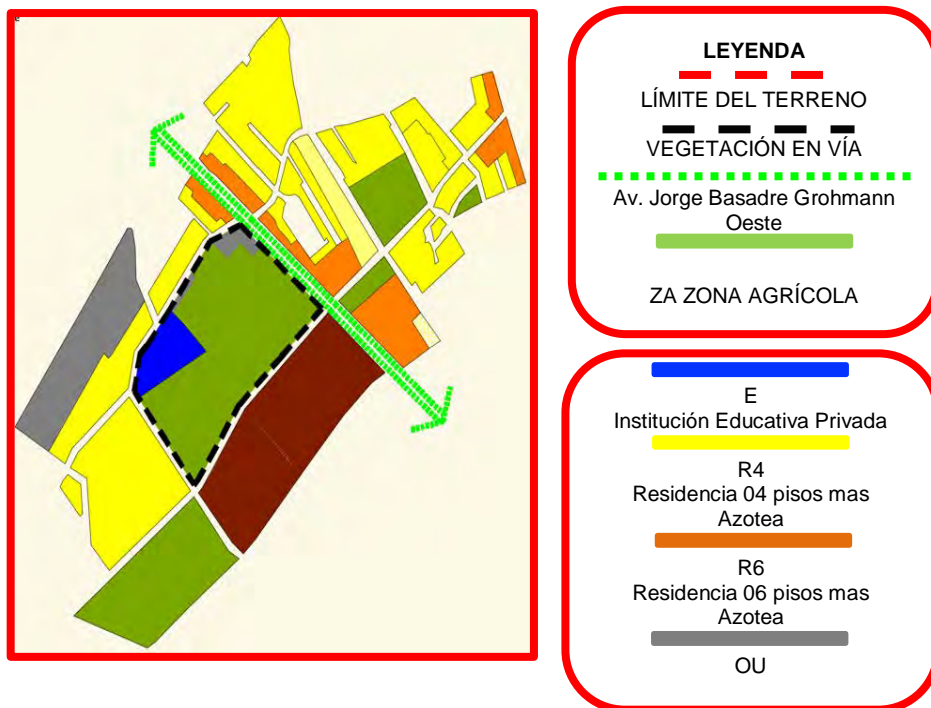 LEYENDA
LÍMITE DEL TERRENO
VEGETACIÓN EN VÍA
Av. Jorge Basadre Grohmann
Oeste
ZA ZONA AGRÍCOLA
E
Institución Educativa Privada
R4
Residencia 04 pisos mas
Azotea
R6
Residencia 06 pisos mas
Azotea
OU